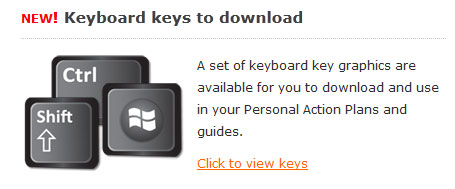 NEW! Keyboard keys to download
Ctrl
Shift
A set of keyboard key graphics are
available for you to download and use
in your Personal Action Plans and
guides.
Click to view keys